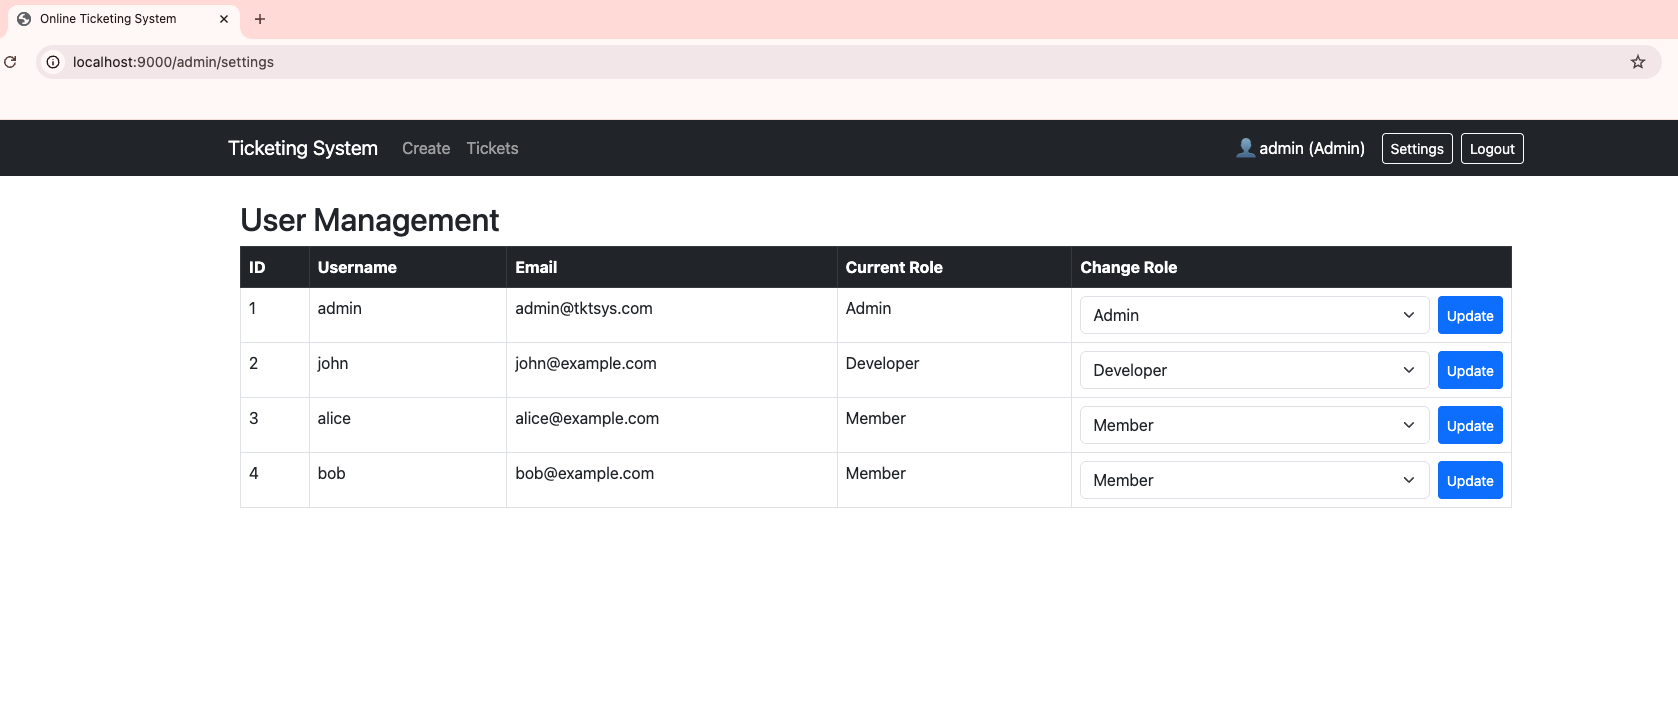 Online Ticketing System
localhost:9000/admin/settings
Ticketing System Create Tickets admin (Admin) Settings Logout
User Management
ID Username Email Current Role Change Role
1 admin admin@tktsys.com Admin Admin Update
2 john john@example.com Developer Developer Update
3 alice alice@example.com Member Member Update
4 bob bob@example.com Member Member Update